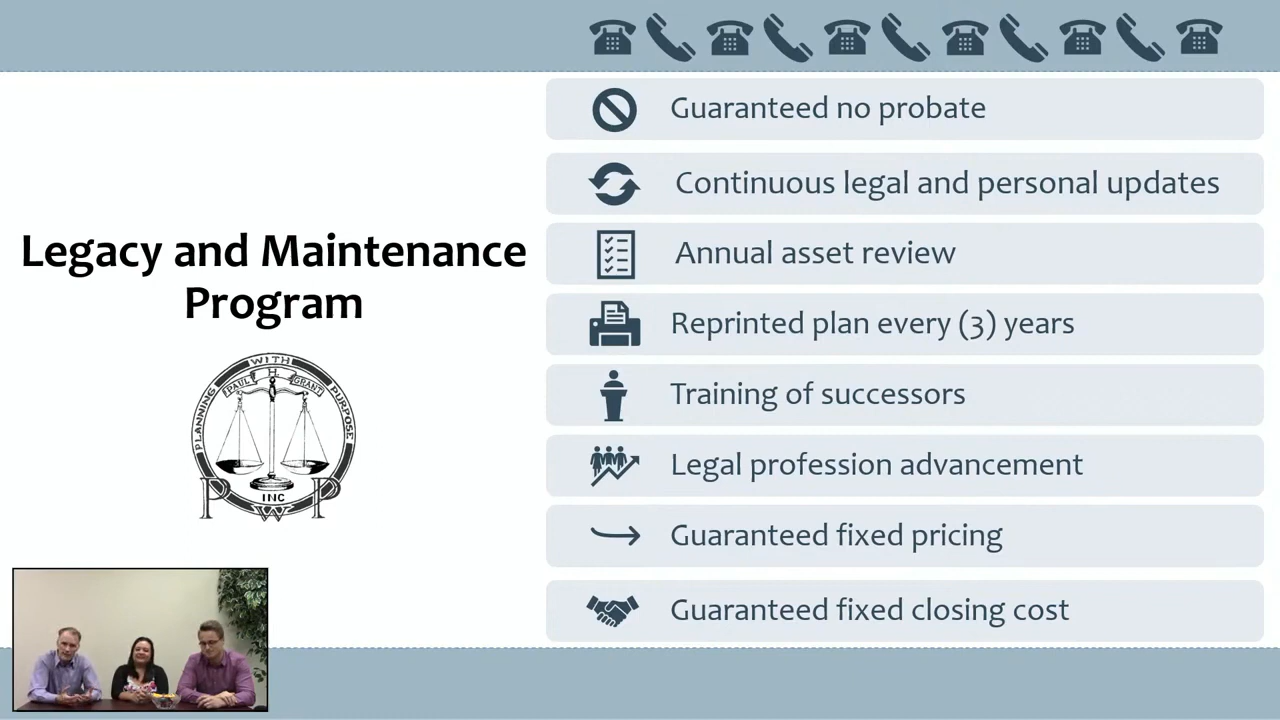 Legacy and Maintenance
Program
PLANNING WITH PURPOSE
PAUL H. GRANT
INC
PWP
Guaranteed no probate
Continuous legal and personal updates
Annual asset review
Reprinted plan every (3) years
Training of successors
Legal profession advancement
Guaranteed fixed pricing
Guaranteed fixed closing cost